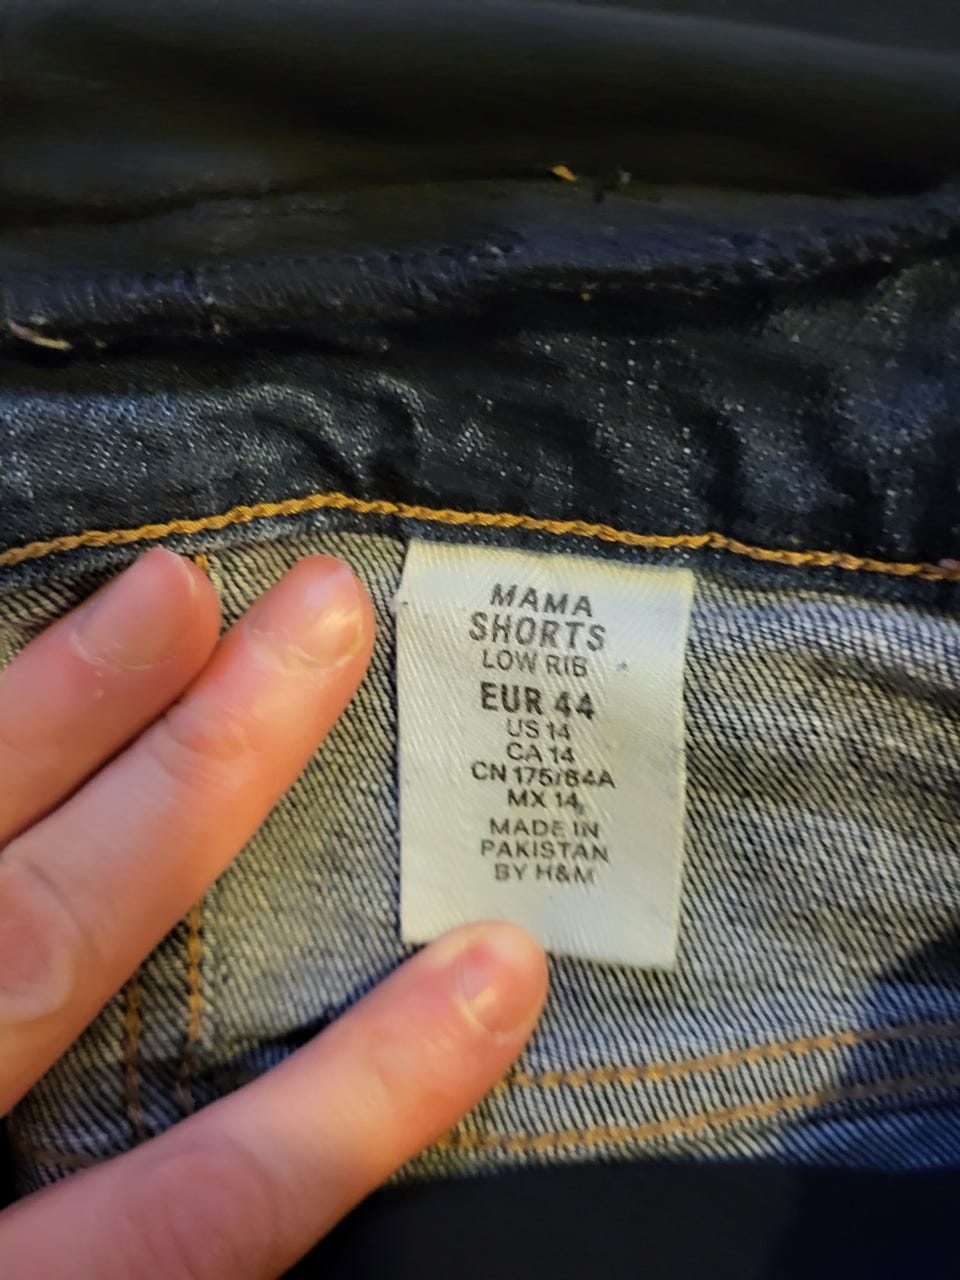 MAMA
SHORTS
LOW RIB
EUR 44
US 14
CA 14
CN 175/84A
MX 14
MADE IN
PAKISTAN
BY H&M